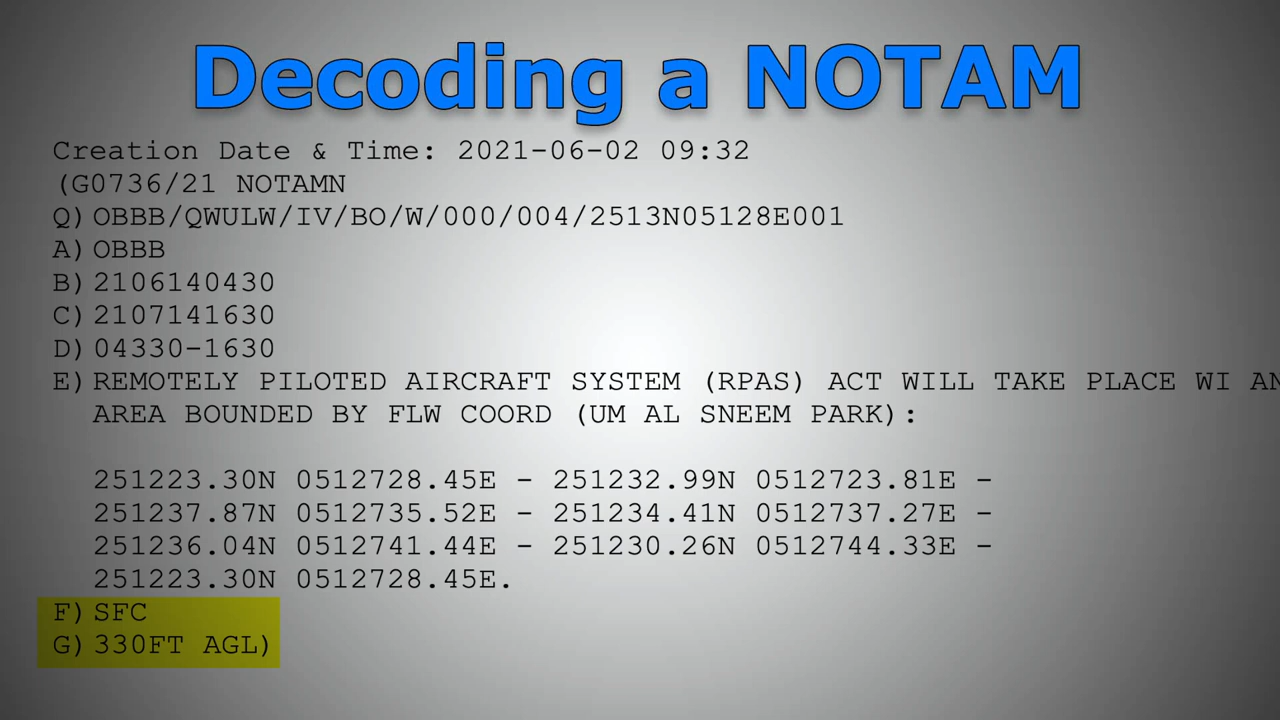 Decoding a NOTAM
Creation Date & Time: 2021-06-02 09:32
(G0736/21 NOTAMN
Q) OBBB/QWULW/IV/BO/W/000/004/2513N05128E001
A) OBBB
B) 2106140430
C) 2107141630
D) 04330-1630
E) REMOTELY PILOTED AIRCRAFT SYSTEM (RPAS) ACT WILL TAKE PLACE WI AN
AREA BOUNDED BY FLW COORD (UM AL SNEEM PARK):
251223.30N 0512728.45E - 251232.99N 0512723.81E -
251237.87N 0512735.52E - 251234.41N 0512737.27E -
251236.04N 0512741.44E - 251230.26N 0512744.33E -
251223.30N 0512728.45E.
F) SFC
G) 330FT AGL)